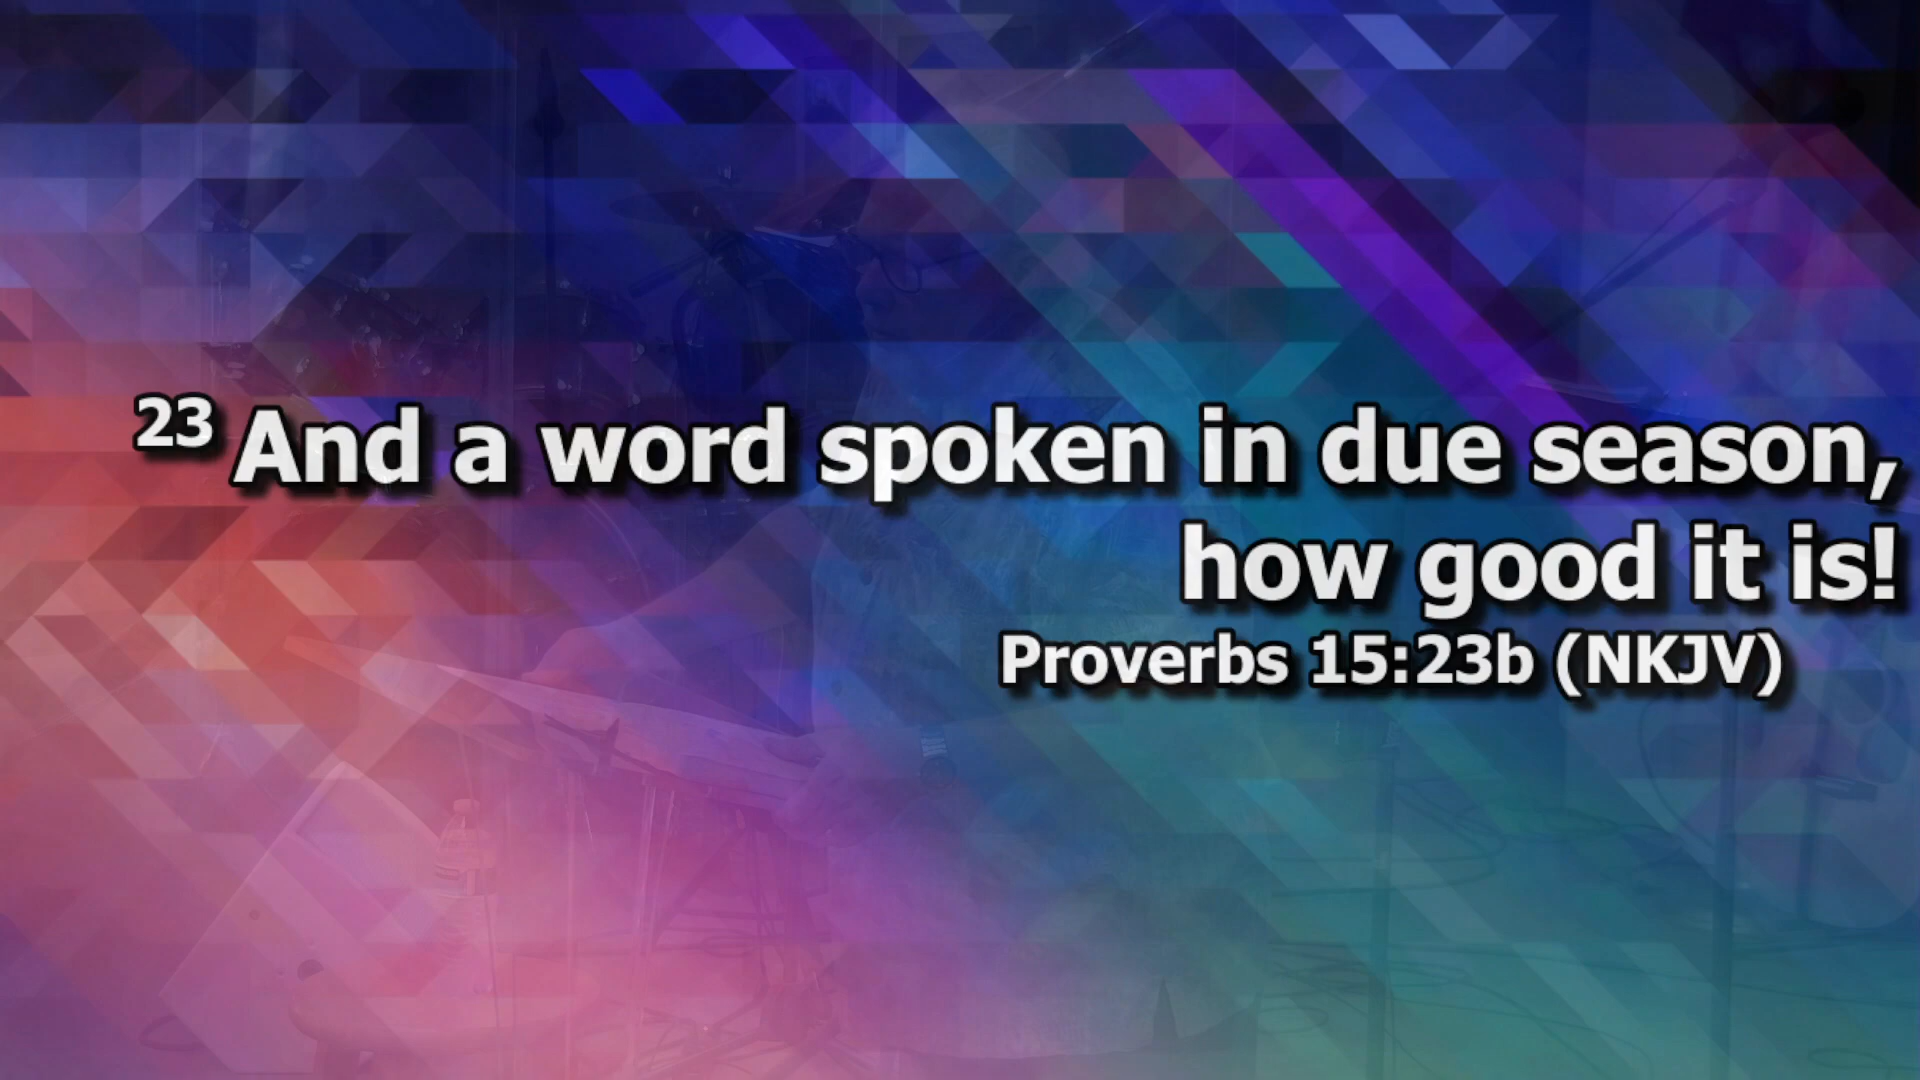 23 And a word spoken in due season,
how good it is!
Proverbs 15:23b (NKJV)